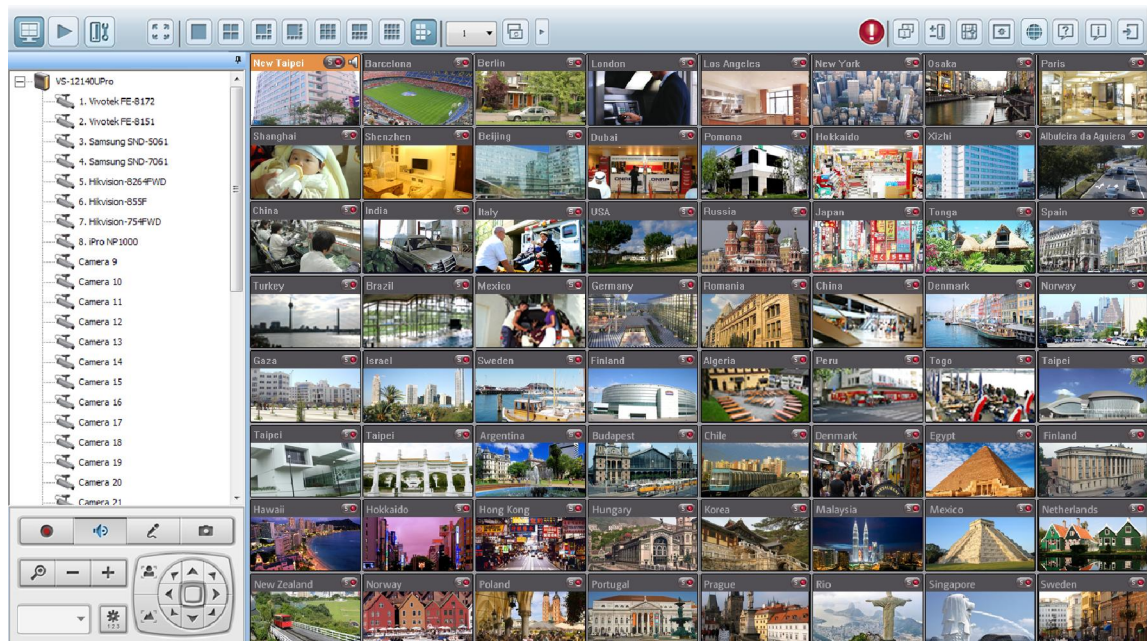 1
VS-12140UPro
1. Vivotek FE-8172
2. Vivotek FE-8151
3. Samsung SND-5061
4. Samsung SND-7061
5. Hikvision-8264FWD
6. Hikvision-855F
7. Hikvision-754FWD
8. iPro NP1000
Camera 9
Camera 10
Camera 11
Camera 12
Camera 13
Camera 14
Camera 15
Camera 16
Camera 17
Camera 18
Camera 19
Camera 20
Camera 21
123
New Taipei Barcelona Berlin London Los Angeles New York Osaka Paris
Shanghai Shenzhen Beijing Dubai Pomona Hokkaido Xizhi Albufeira da Aguiera
China India Italy USA Russia Japan Tonga Spain
Turkey Brazil Mexico Germany Romania China Denmark Norway
Gaza Israel Sweden Finland Algeria Peru Togo Taipei
Taipei Taipei Argentina Budapest Chile Denmark Egypt Finland
Hawaii Hokkaido Hong Kong Hungary Korea Malaysia Mexico Netherlands
New Zealand Norway Poland Portugal Prague Rio Singapore Sweden